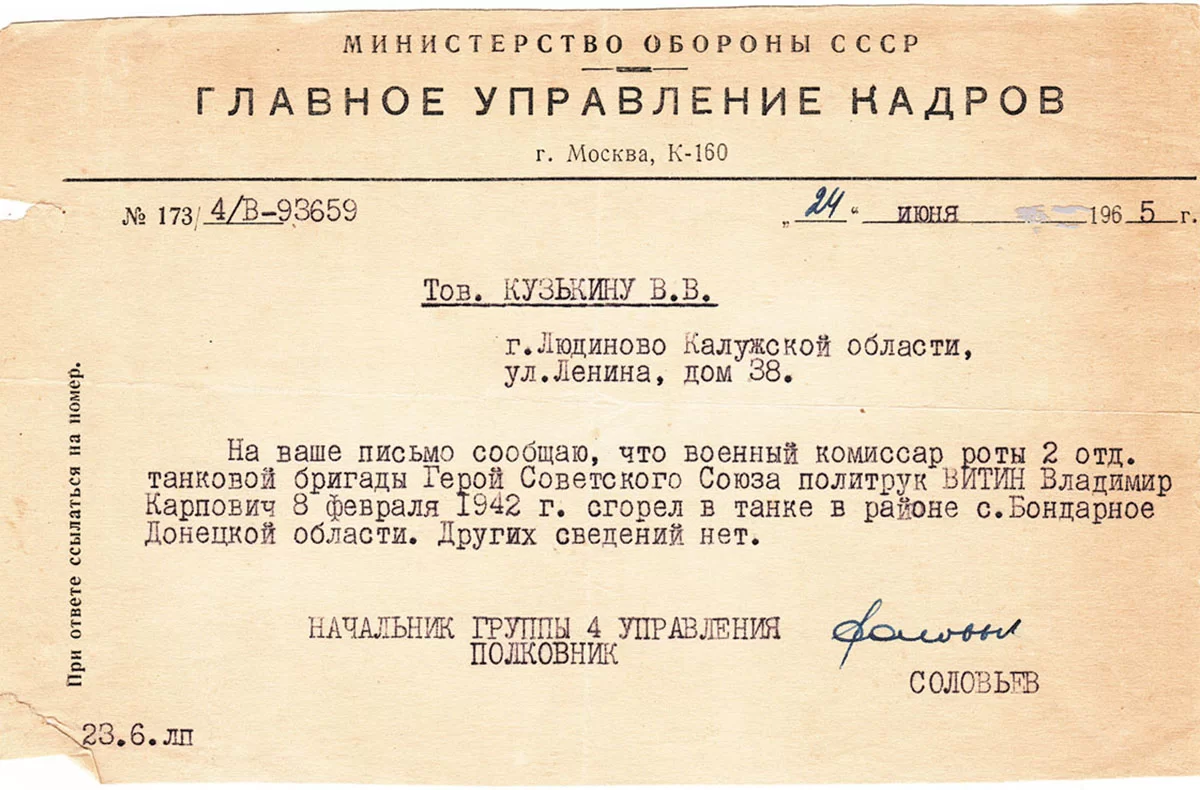 МИНИСТЕРСТВО ОБОРОНЫ СССР
ГЛАВНОЕ УПРАВЛЕНИЕ КАДРОВ
г. Москва, К-160
№ 173/ 4/В-93659
„ 24 “ июня 196 5 г.
Тов. КУЗЬКИНУ В.В.
г.Людиново Калужской области,
ул.Ленина, дом 38.
При ответе ссылаться на номер.
На ваше письмо сообщаю, что военный комиссар роты 2 отд.
танковой бригады Герой Советского Союза политрук ВИТИН Владимир
Карпович 8 февраля 1942 г. сгорел в танке в районе с.Бондарное
Донецкой области. Других сведений нет.
НАЧАЛЬНИК ГРУППЫ 4 УПРАВЛЕНИЯ
ПОЛКОВНИК
СОЛОВЬЕВ
23.6.лп